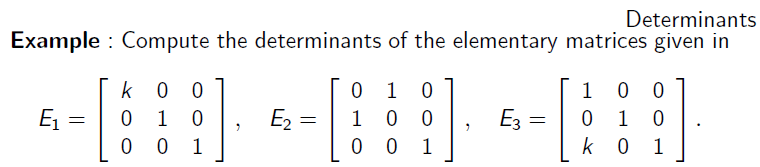 Determinants
Example : Compute the determinants of the elementary matrices given in
k 0 0 0 1 0 1 0 0
E₁ = 0 1 0 , E₂ = 1 0 0 , E₃ = 0 1 0 .
0 0 1 0 0 1 k 0 1